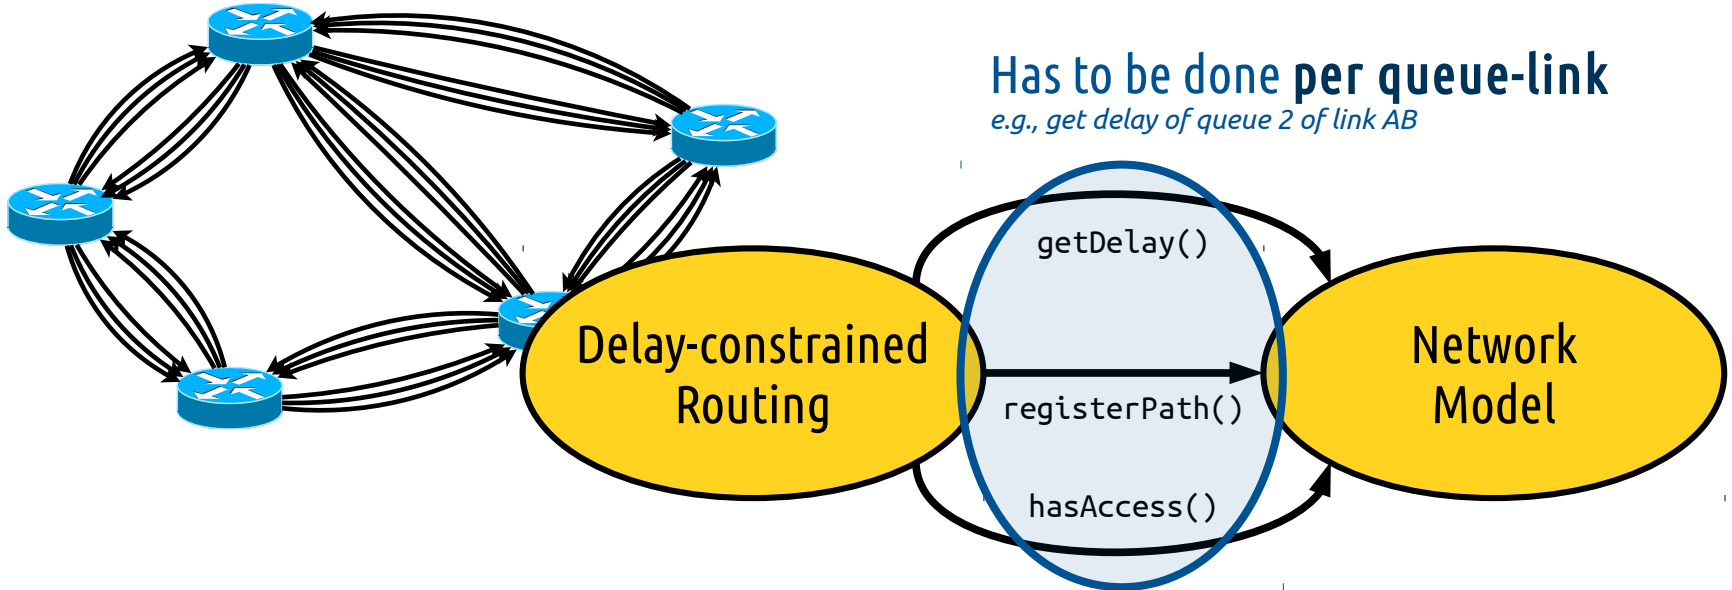 Has to be done per queue-link
e.g., get delay of queue 2 of link AB
getDelay()
Delay-constrained
Routing
Network
Model
registerPath()
hasAccess()